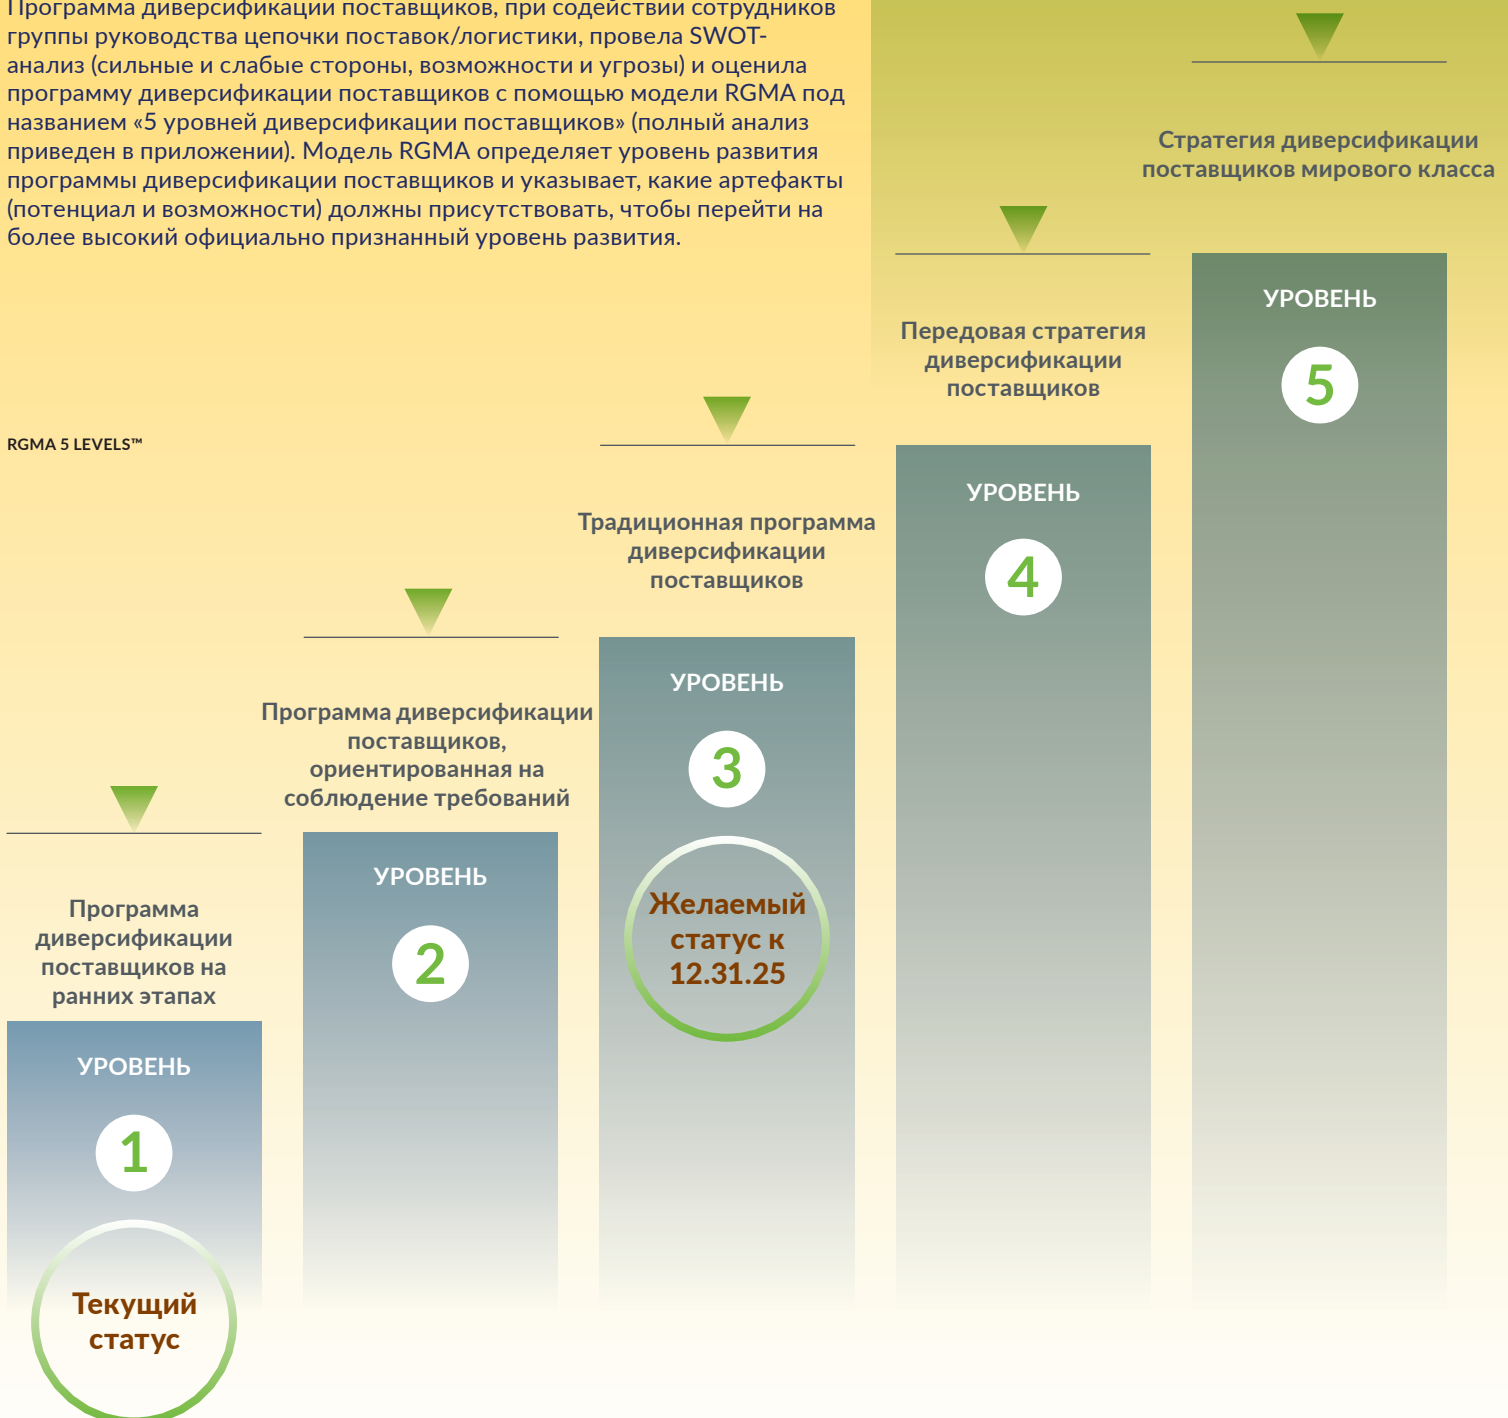 Программа диверсификации поставщиков, при содействии сотрудников
группы руководства цепочки поставок/логистики, провела SWOT-
анализ (сильные и слабые стороны, возможности и угрозы) и оценила
программу диверсификации поставщиков с помощью модели RGMA под
названием «5 уровней диверсификации поставщиков» (полный анализ
приведен в приложении). Модель RGMA определяет уровень развития
программы диверсификации поставщиков и указывает, какие артефакты
(потенциал и возможности) должны присутствовать, чтобы перейти на
более высокий официально признанный уровень развития.
RGMA 5 LEVELS™
Программа
диверсификации
поставщиков на
ранних этапах
УРОВЕНЬ
1
Текущий
статус
Программа диверсификации
поставщиков,
ориентированная на
соблюдение требований
УРОВЕНЬ
2
Традиционная программа
диверсификации
поставщиков
УРОВЕНЬ
3
Желаемый
статус к
12.31.25
Передовая стратегия
диверсификации
поставщиков
УРОВЕНЬ
4
Стратегия диверсификации
поставщиков мирового класса
УРОВЕНЬ
5